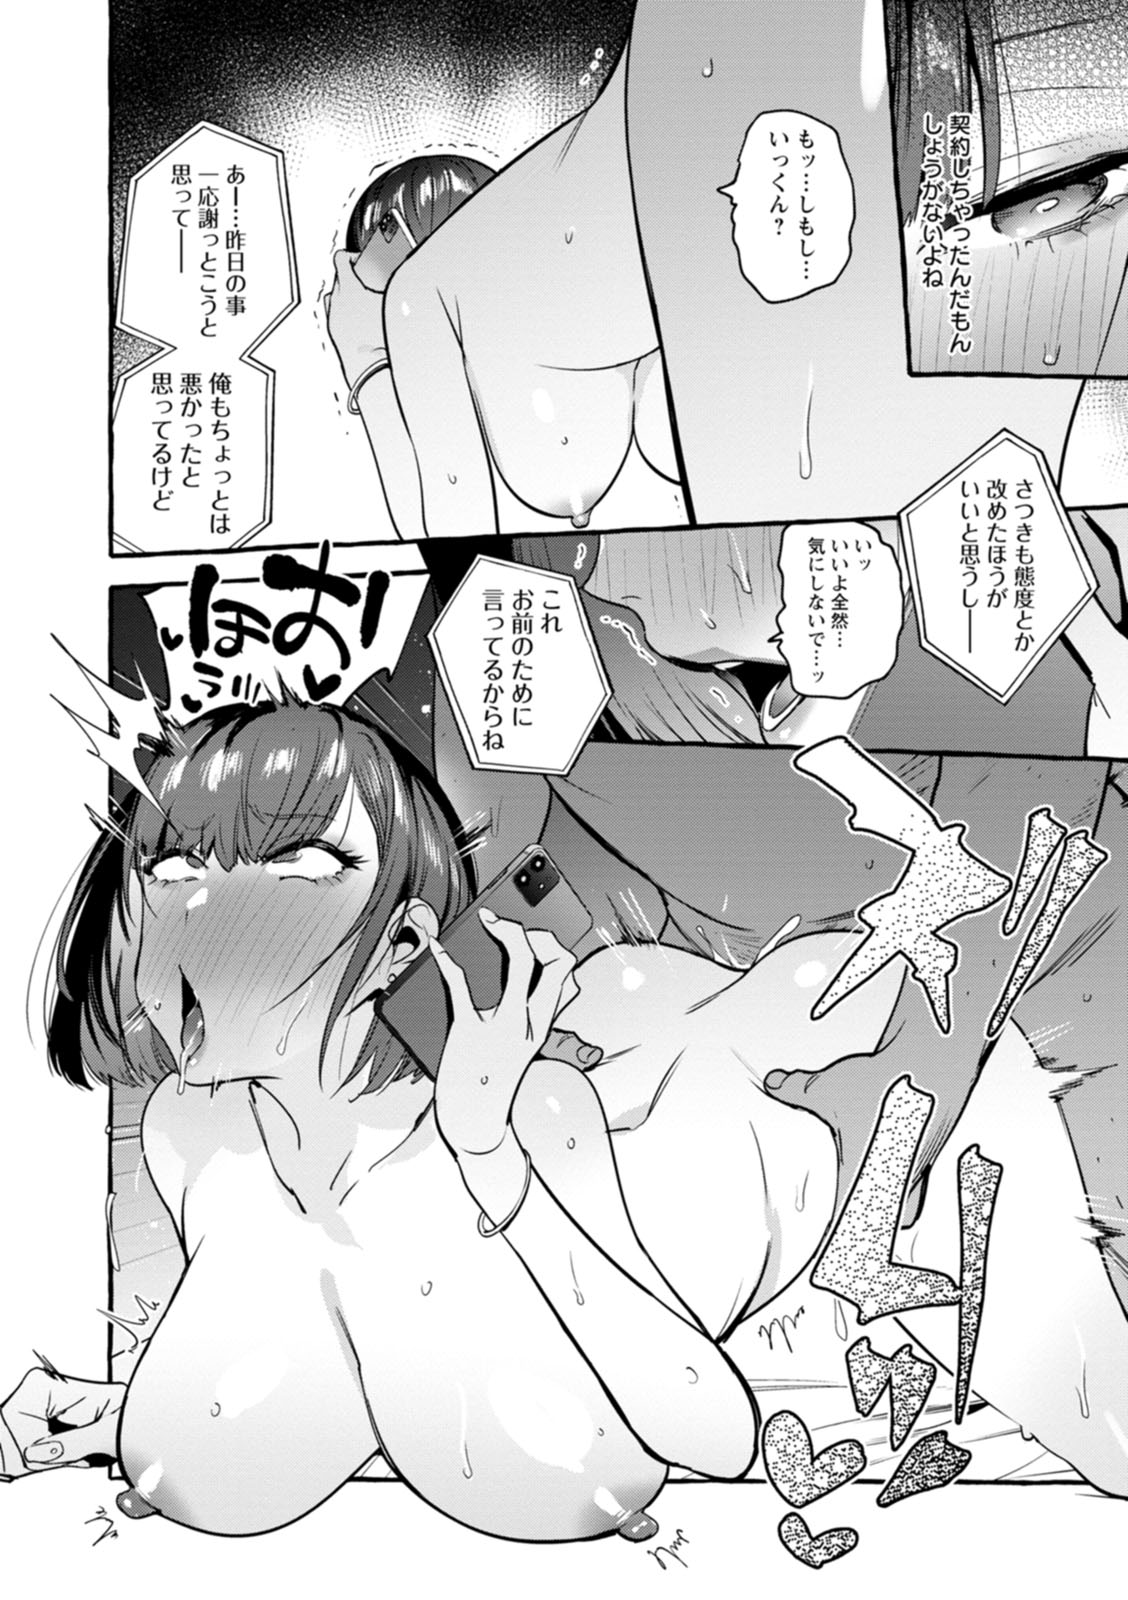 契約しちゃったんだもん
しょうがないよね
もッ…しもし…
いっくん？
あー…昨日の事
一応謝っとこうと
思って──
俺もちょっとは
悪かったと
思ってるけど
さつきも態度とか
改めたほうが
いいと思うし──
いッ
いいよ全然…
気にしないで…ッ
これ
お前のために
言ってるからね
お
ほぉ
ヌ゛リ
ビッ